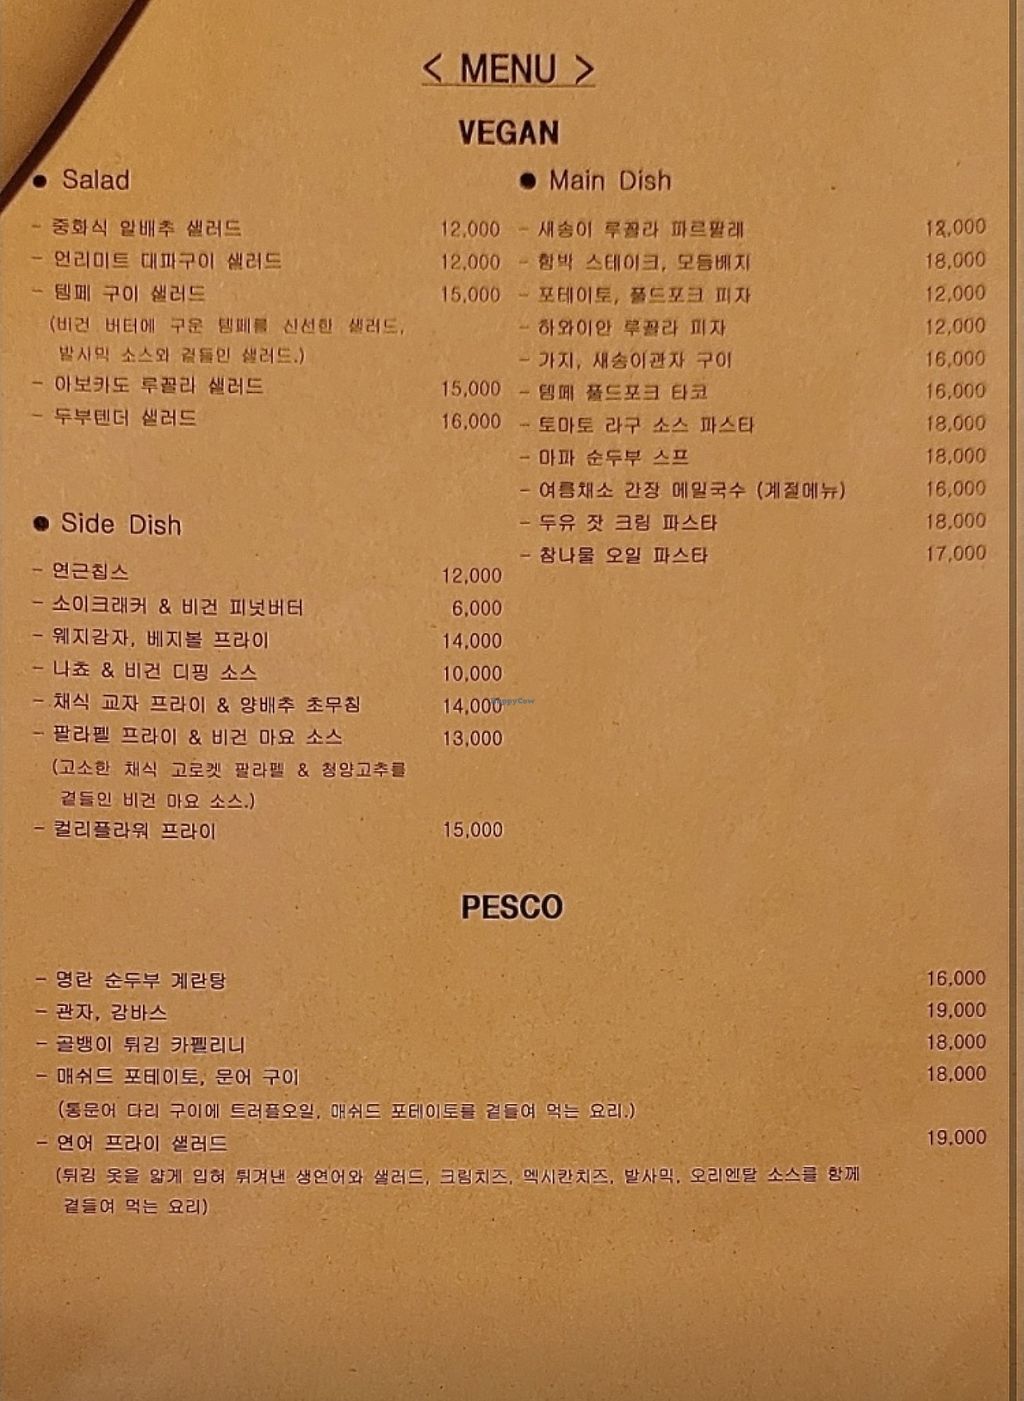 < MENU >
VEGAN
● Salad
- 중화식 알배추 샐러드 12,000
- 언리미트 대파구이 샐러드 12,000
- 템페 구이 샐러드 15,000
(비건 버터에 구운 템페를 신선한 샐러드,
발사믹 소스와 곁들인 샐러드.)
- 아보카도 루꼴라 샐러드 15,000
- 두부텐더 샐러드 16,000
● Side Dish
- 연근칩스 12,000
- 소이크래커 & 비건 피넛버터 6,000
- 웨지감자, 베지볼 프라이 14,000
- 나쵸 & 비건 디핑 소스 10,000
- 채식 교자 프라이 & 양배추 초무침 14,000
- 팔라펠 프라이 & 비건 마요 소스 13,000
(고소한 채식 고로켓 팔라펠 & 청양고추를
곁들인 비건 마요 소스.)
- 컬리플라워 프라이 15,000
● Main Dish
- 새송이 루꼴라 파르팔레 12,000
- 함박 스테이크, 모듬베지 18,000
- 포테이토, 풀드포크 피자 12,000
- 하와이안 루꼴라 피자 12,000
- 가지, 새송이관자 구이 16,000
- 템페 풀드포크 타코 16,000
- 토마토 라구 소스 파스타 18,000
- 마파 순두부 스프 18,000
- 여름채소 간장 메밀국수 (계절메뉴) 16,000
- 두유 잣 크림 파스타 18,000
- 참나물 오일 파스타 17,000
HappyCow
PESCO
- 명란 순두부 계란탕 16,000
- 관자, 감바스 19,000
- 골뱅이 튀김 카펠리니 18,000
- 매쉬드 포테이토, 문어 구이 18,000
(통문어 다리 구이에 트러플오일, 매쉬드 포테이토를 곁들여 먹는 요리.)
- 연어 프라이 샐러드 19,000
(튀김 옷을 얇게 입혀 튀겨낸 생연어와 샐러드, 크림치즈, 멕시칸치즈, 발사믹, 오리엔탈 소스를 함께
곁들여 먹는 요리)